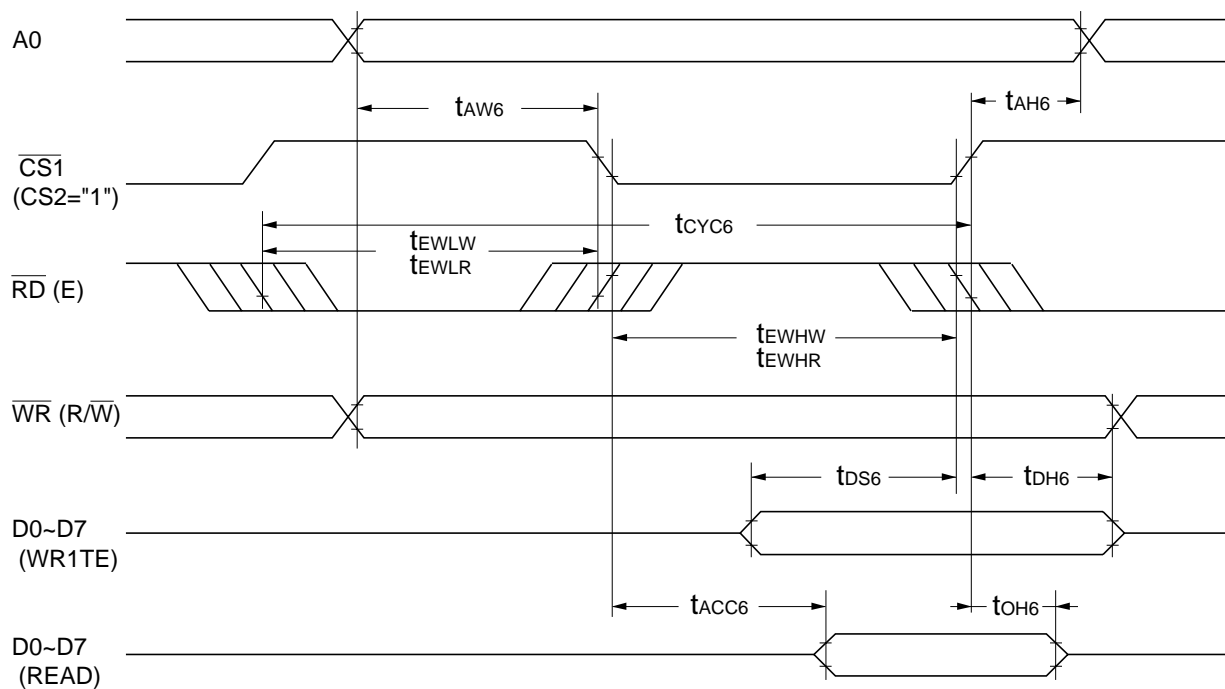 A0
tAW6
tAH6
CS1
(CS2="1")
tCYC6
tEWLW
tEWLR
RD (E)
tEWHW
tEWHR
WR (R/W)
tDS6
tDH6
D0~D7
(WR1TE)
tACC6
tOH6
D0~D7
(READ)